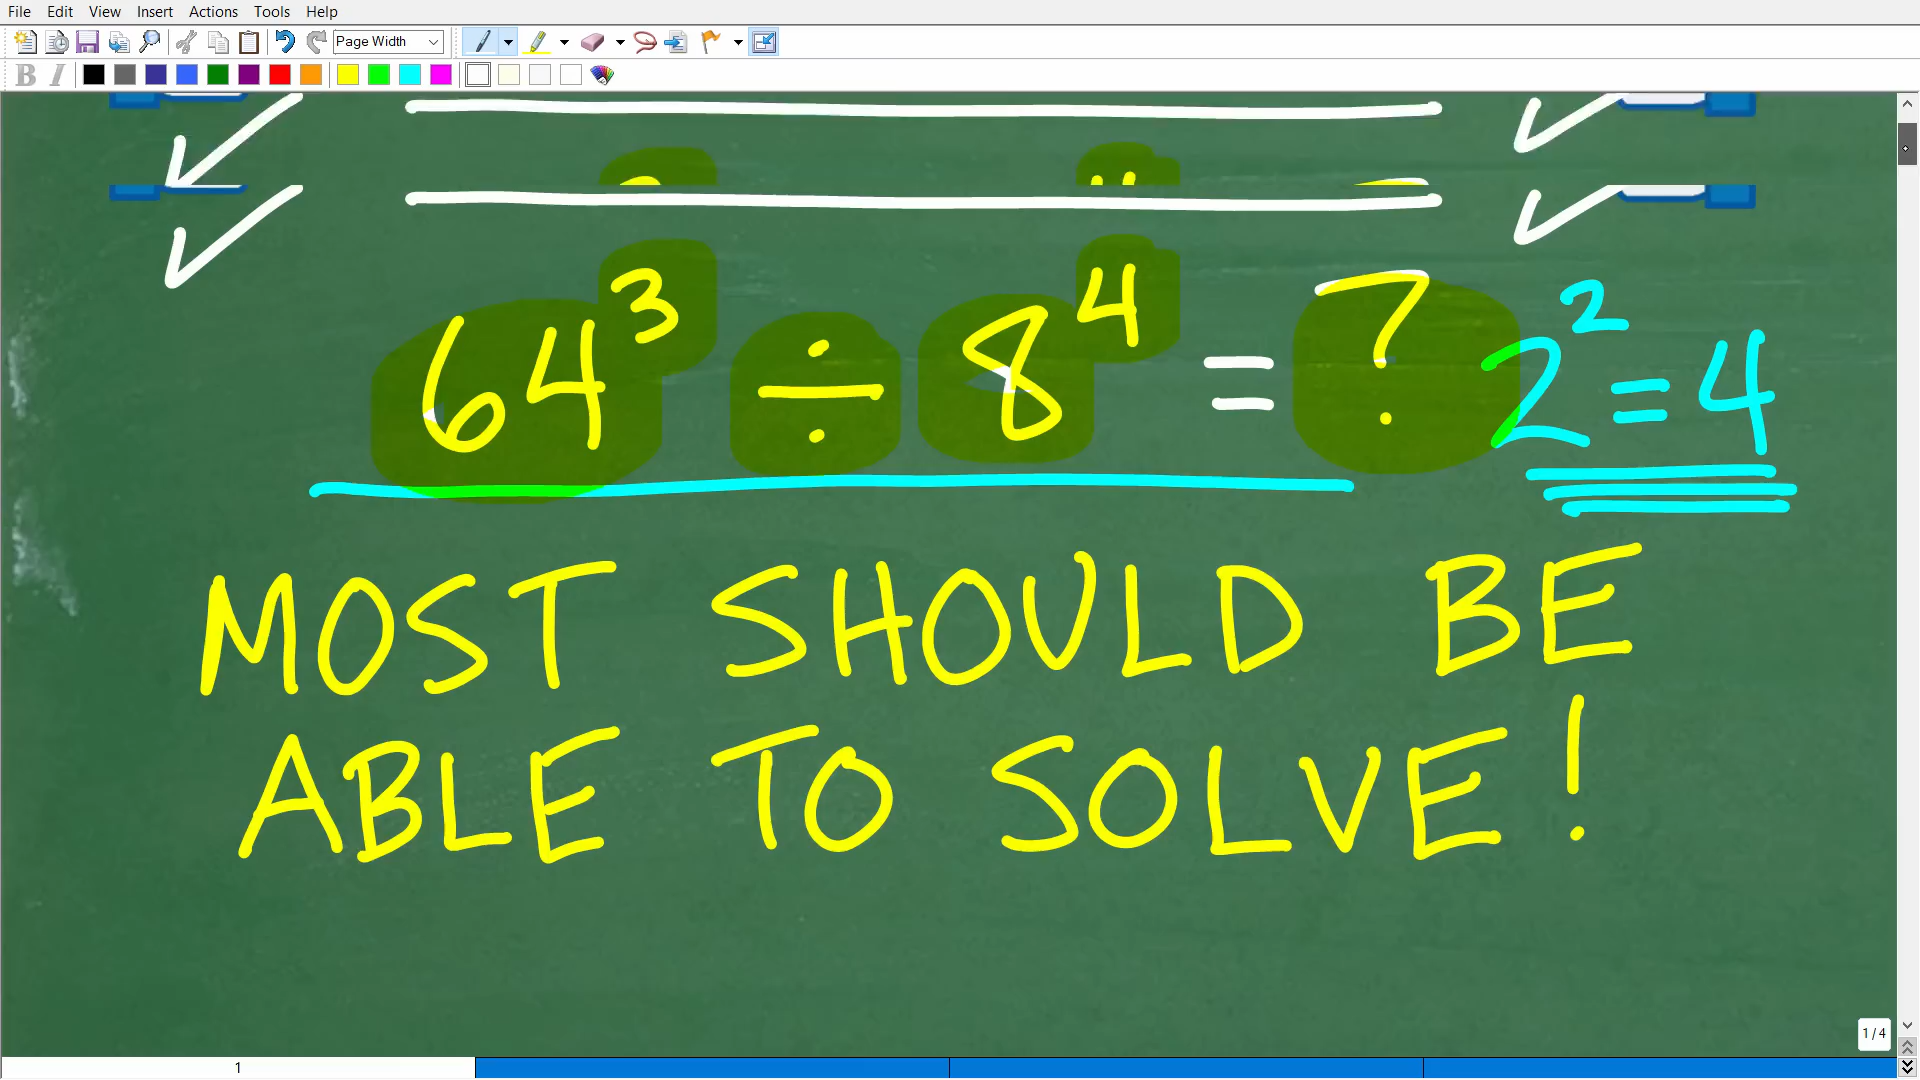 File Edit View Insert Actions Tools Help
Page Width
B I
64³ ÷ 8⁴ = ? 2² = 4
MOST SHOULD BE
ABLE TO SOLVE!
1 / 4
1